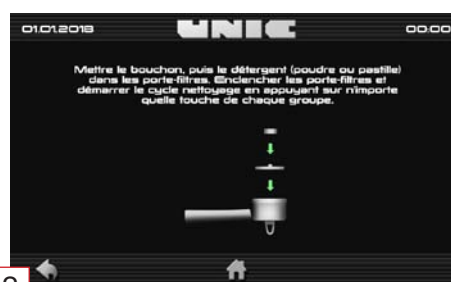 01.01.2018 UNIC 00:00
Mettre le bouchon, puis le détergent (poudre ou pastille)
dans les porte-filtres. Enclencher les porte-filtres et
démarrer le cycle nettoyage en appuyant sur n'importe
quelle touche de chaque groupe.